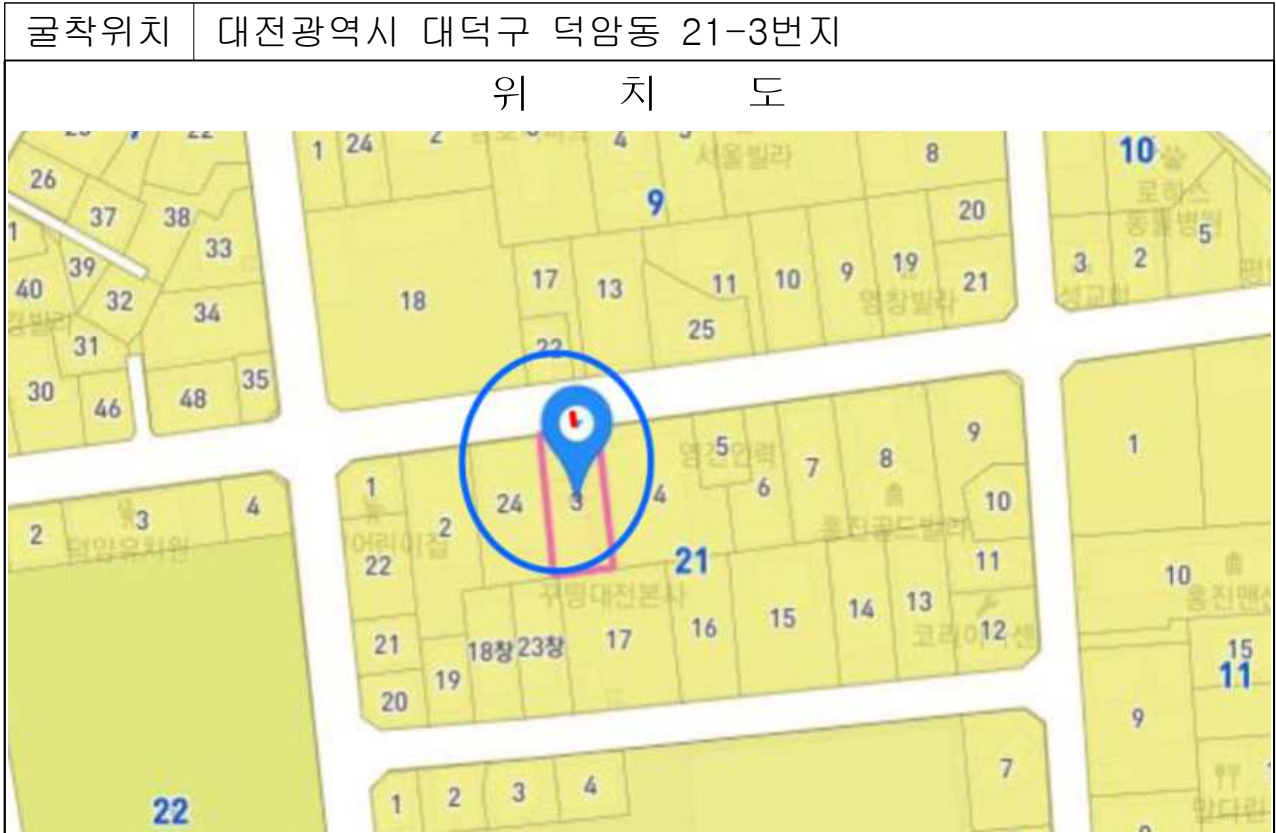 굴착위치 대전광역시 대덕구 덕암동 21-3번지
위 치 도
1 24 2 4 8 10
서울빌라
26 9 로하스
37 38 20 동물병원
1 33 5
39 17 13 11 10 9 19 3 2
40 32 34 18 영창빌라 21 성교회
31 25
22
30 46 48 35
1 5 9 1
영진인력
2 3 4 24 3 4 6 7 8 10
덕암유치원 2 어린이집 홍진골드빌라
22 21 11 10
꾸띵대전본사 홍진맨션
21 18창 23창 17 16 15 14 13 12 15
19 코리아 11
20 9
22 1 2 3 4 7